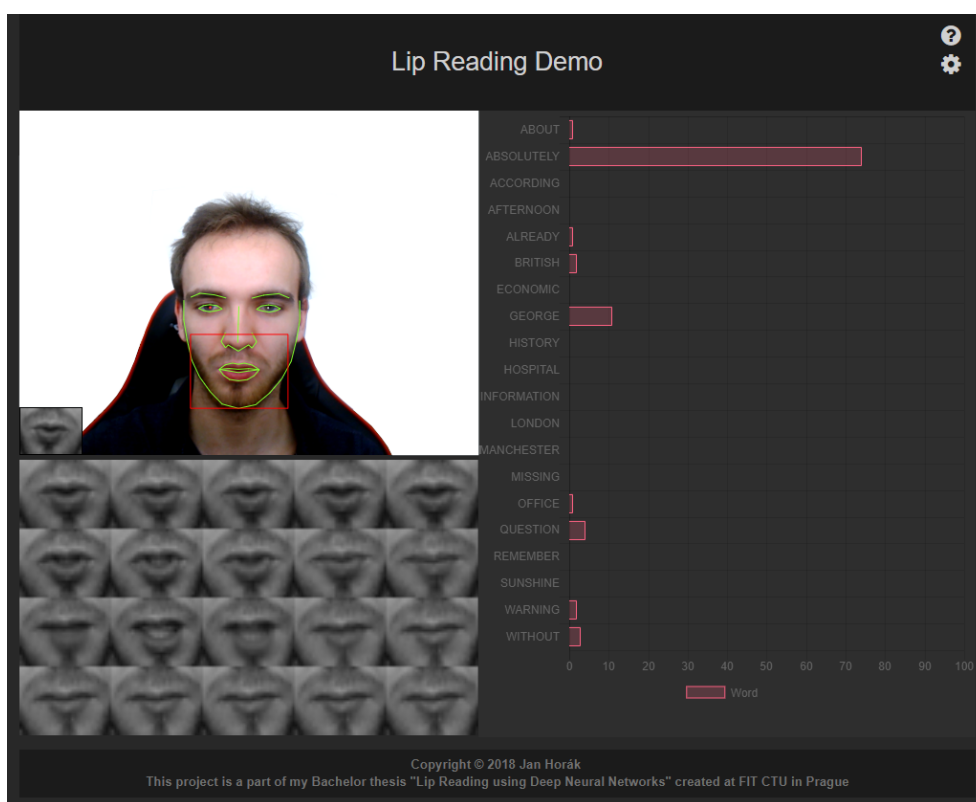 Lip Reading Demo
?
ABOUT
ABSOLUTELY
ACCORDING
AFTERNOON
ALREADY
BRITISH
ECONOMIC
GEORGE
HISTORY
HOSPITAL
INFORMATION
LONDON
MANCHESTER
MISSING
OFFICE
QUESTION
REMEMBER
SUNSHINE
WARNING
WITHOUT
0 10 20 30 40 50 60 70 80 90 100
Word
Copyright © 2018 Jan Horák
This project is a part of my Bachelor thesis "Lip Reading using Deep Neural Networks" created at FIT CTU in Prague